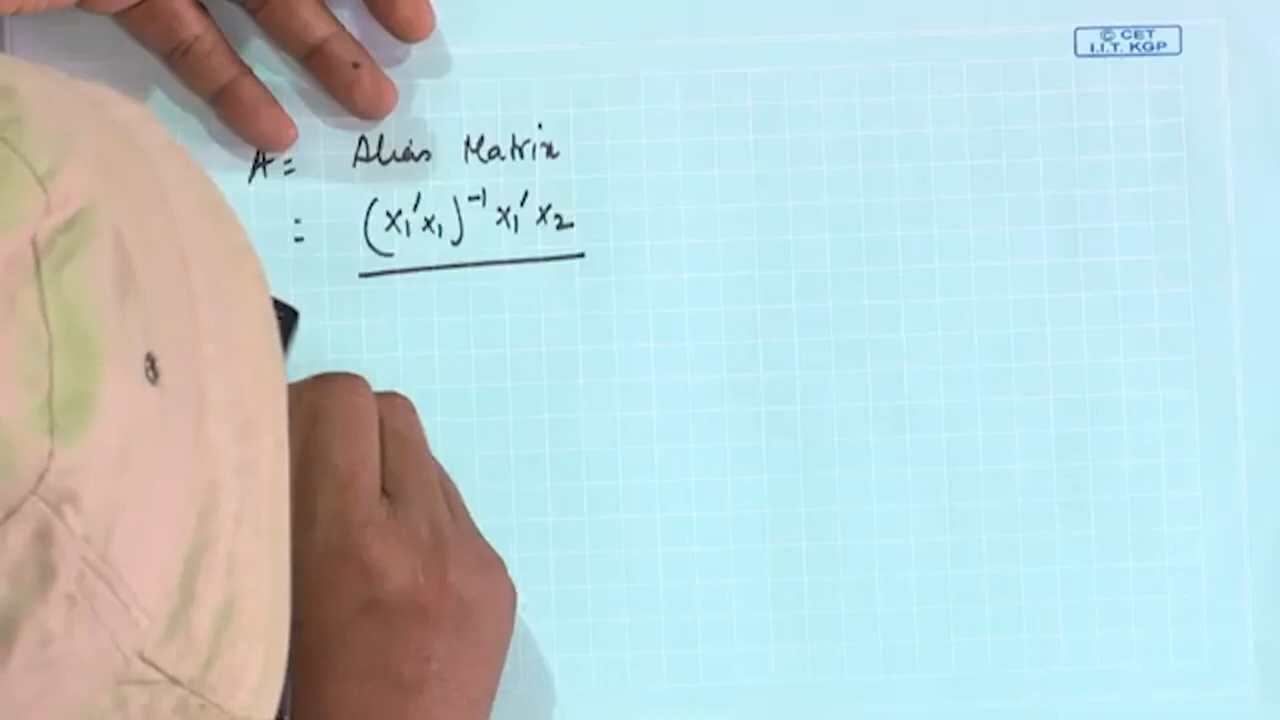 © CET
I.I.T. KGP
A = Alias Matrix
= (x₁'x₁)⁻¹ x₁' x₂